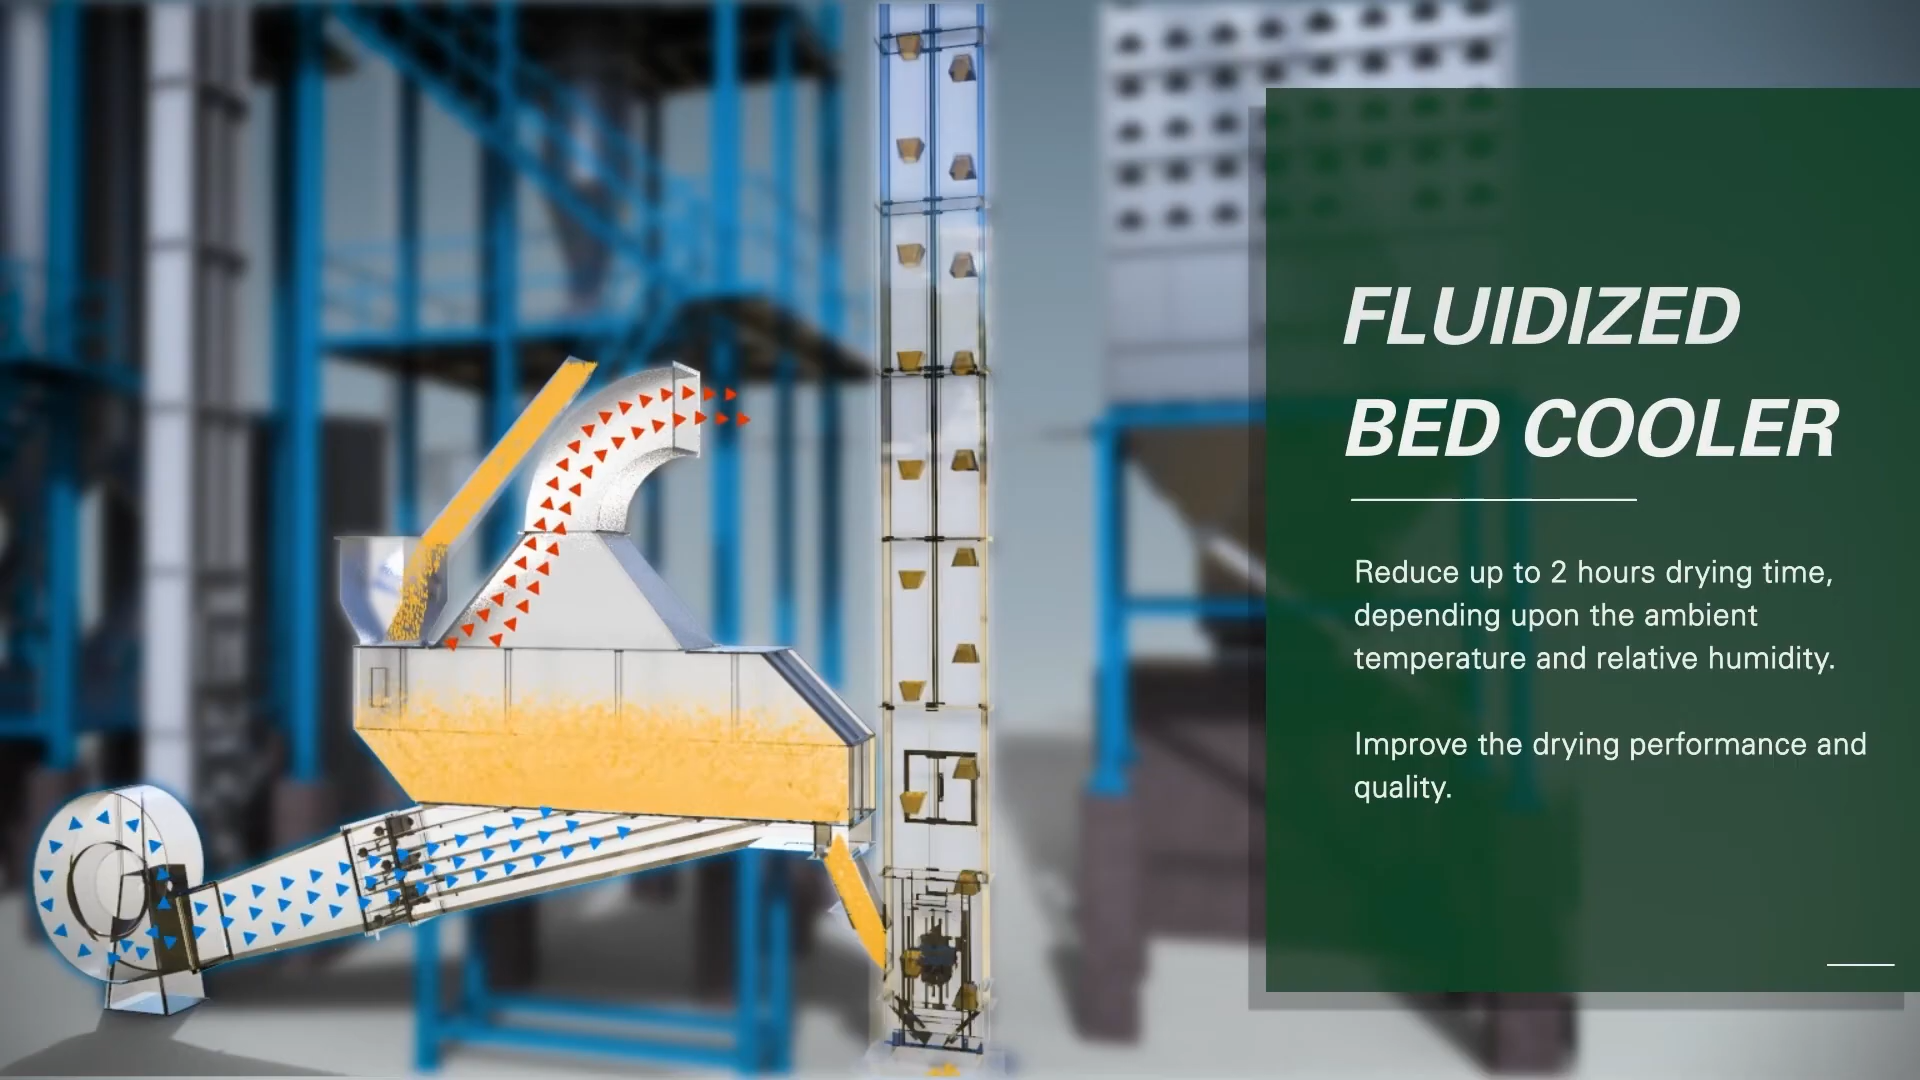 FLUIDIZED
BED COOLER
Reduce up to 2 hours drying time,
depending upon the ambient
temperature and relative humidity.
Improve the drying performance and
quality.